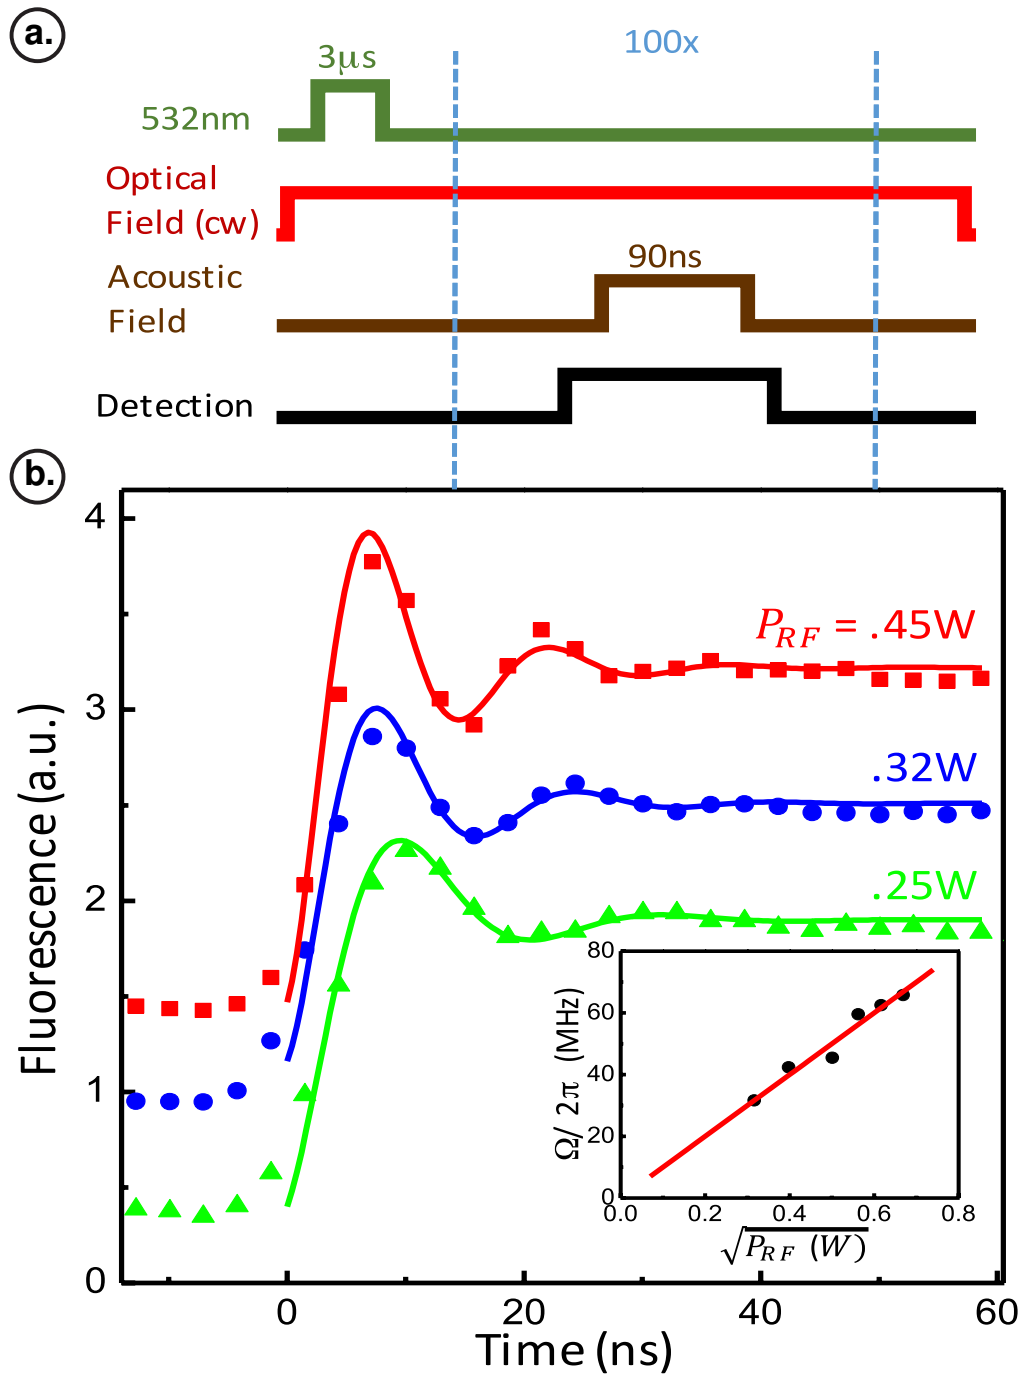 a.
3μs
100x
532nm
Optical
Field (cw)
90ns
Acoustic
Field
Detection
b.
4
3
2
1
0
Fluorescence (a.u.)
P_RF = .45W
.32W
.25W
80
60
40
20
0
Ω/ 2π (MHz)
0.0 0.2 0.4 0.6 0.8
√P_RF (W)
0 20 40 60
Time (ns)